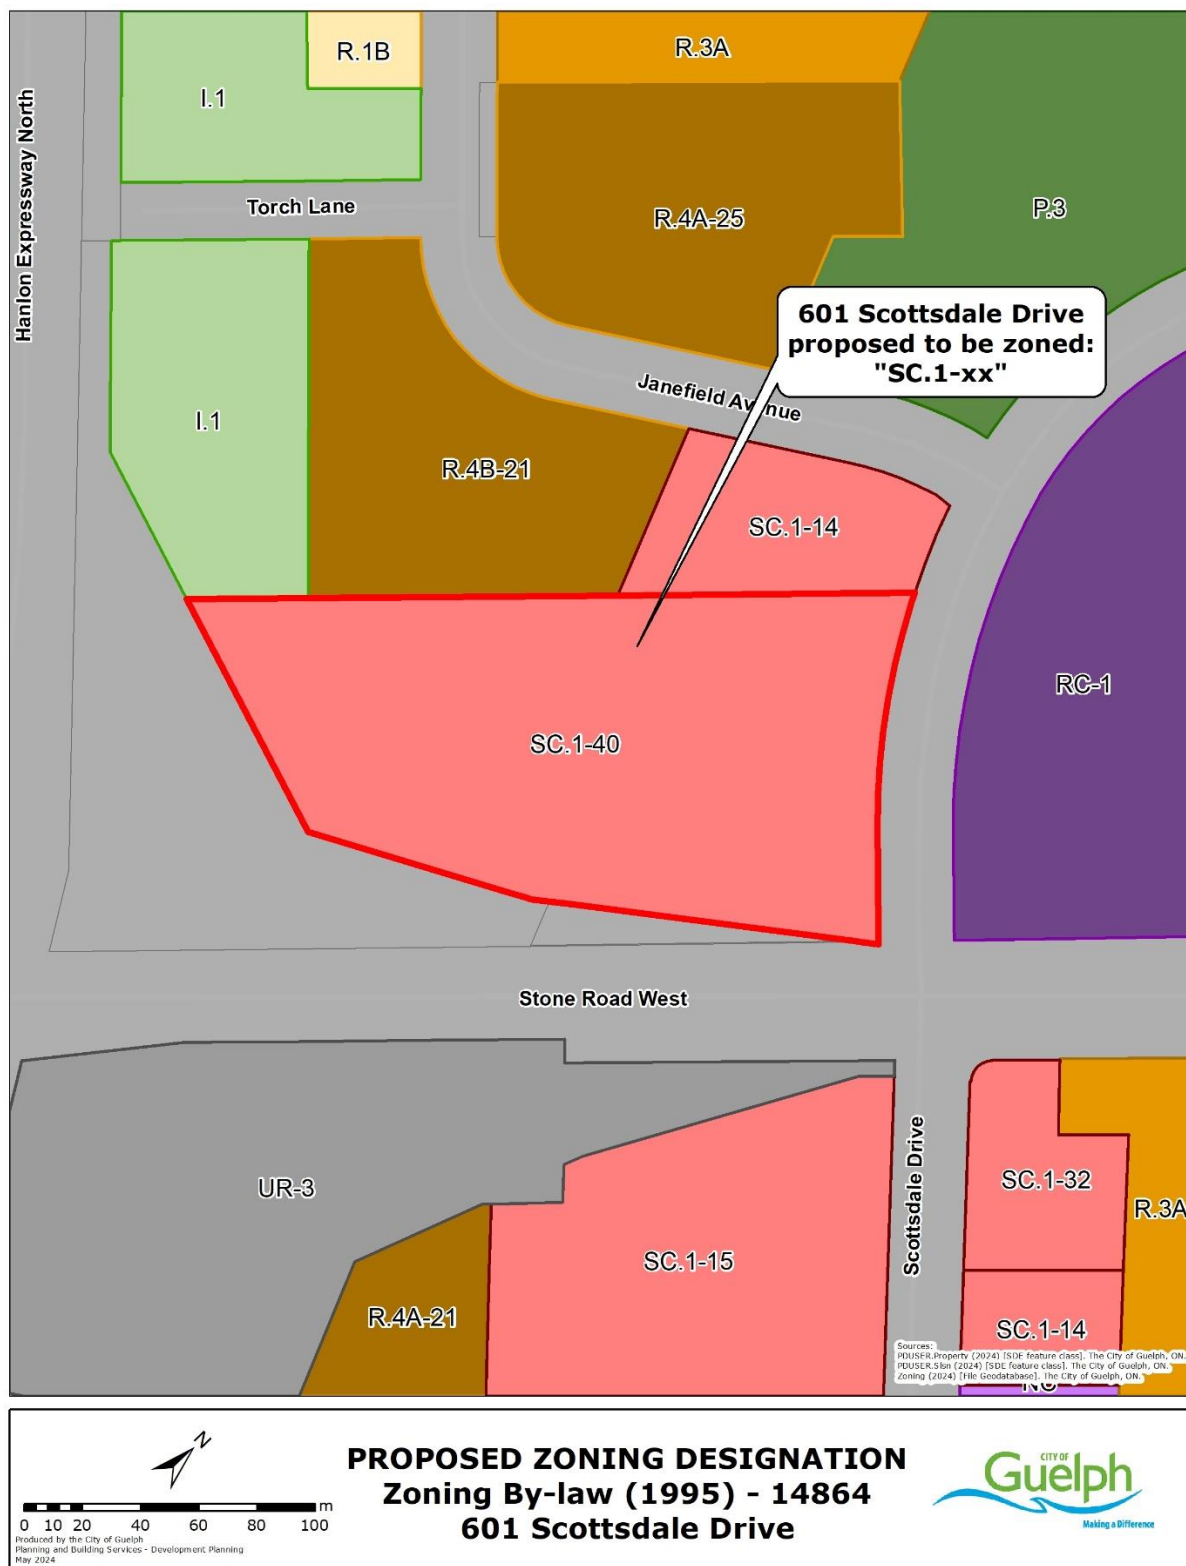 R.1B
R.3A
I.1
Hanlon Expressway North
Torch Lane
R.4A-25
P.3
601 Scottsdale Drive
proposed to be zoned:
"SC.1-xx"
Janefield Avenue
I.1
R.4B-21
SC.1-14
RC-1
SC.1-40
Stone Road West
UR-3
SC.1-32
R.3A
Scottsdale Drive
SC.1-15
R.4A-21
SC.1-14
Sources:
PDUSER.Property (2024) [SDE feature class]. The City of Guelph, ON.
PDUSER.Slsn (2024) [SDE feature class]. The City of Guelph, ON.
Zoning (2024) [File Geodatabase]. The City of Guelph, ON.
N
m
0 10 20 40 60 80 100
Produced by the City of Guelph
Planning and Building Services - Development Planning
May 2024
PROPOSED ZONING DESIGNATION
Zoning By-law (1995) - 14864
601 Scottsdale Drive
CITY OF
Guelph
Making a Difference